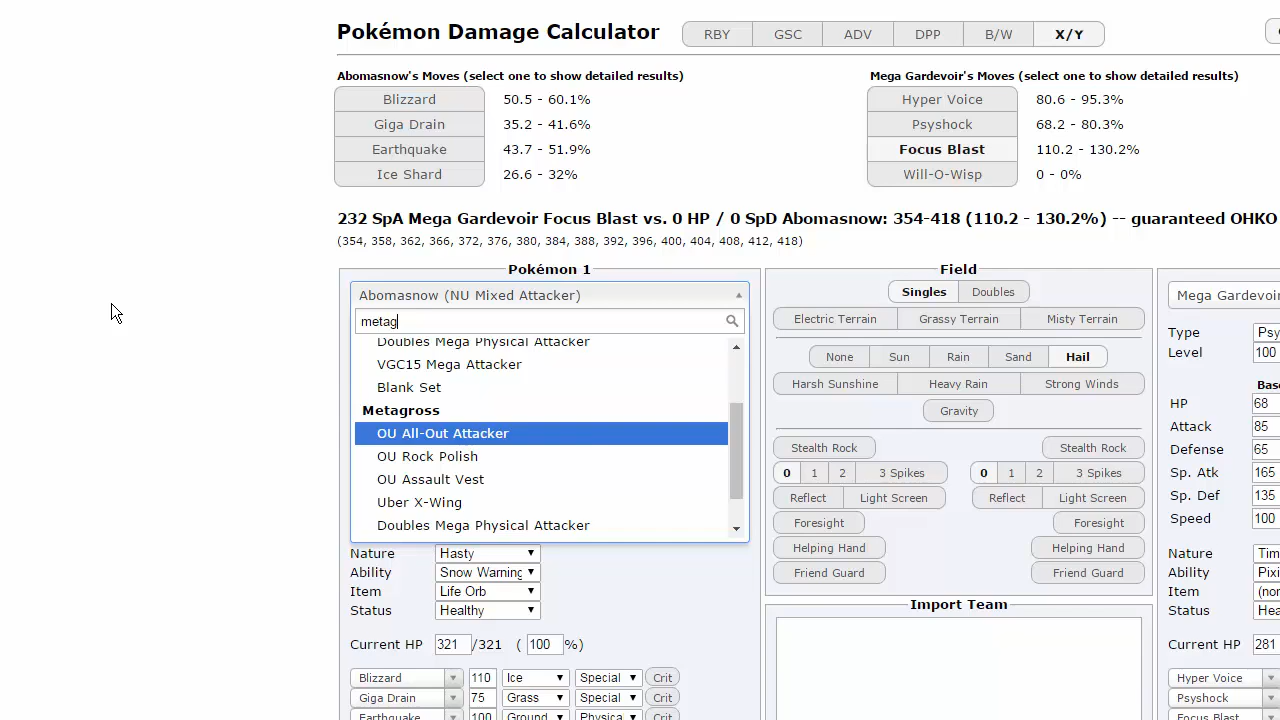 Pokémon Damage Calculator
RBY GSC ADV DPP B/W X/Y
Abomasnow's Moves (select one to show detailed results)
Blizzard 50.5 - 60.1%
Giga Drain 35.2 - 41.6%
Earthquake 43.7 - 51.9%
Ice Shard 26.6 - 32%
Mega Gardevoir's Moves (select one to show detailed results)
Hyper Voice 80.6 - 95.3%
Psyshock 68.2 - 80.3%
Focus Blast 110.2 - 130.2%
Will-O-Wisp 0 - 0%
232 SpA Mega Gardevoir Focus Blast vs. 0 HP / 0 SpD Abomasnow: 354-418 (110.2 - 130.2%) -- guaranteed OHKO
(354, 358, 362, 366, 372, 376, 380, 384, 388, 392, 396, 400, 404, 408, 412, 418)
Pokémon 1
Abomasnow (NU Mixed Attacker)
metag
Doubles Mega Physical Attacker
VGC15 Mega Attacker
Blank Set
Metagross
OU All-Out Attacker
OU Rock Polish
OU Assault Vest
Uber X-Wing
Doubles Mega Physical Attacker
Nature Hasty
Ability Snow Warning
Item Life Orb
Status Healthy
Current HP 321 /321 ( 100 %)
Blizzard 110 Ice Special Crit
Giga Drain 75 Grass Special Crit
Earthquake 100 Ground Physical Crit
Field
Singles Doubles
Electric Terrain Grassy Terrain Misty Terrain
None Sun Rain Sand Hail
Harsh Sunshine Heavy Rain Strong Winds
Gravity
Stealth Rock Stealth Rock
0 1 2 3 Spikes 0 1 2 3 Spikes
Reflect Light Screen Reflect Light Screen
Foresight Foresight
Helping Hand Helping Hand
Friend Guard Friend Guard
Import Team
Mega Gardevoi
Type Psy
Level 100
Base
HP 68
Attack 85
Defense 65
Sp. Atk 165
Sp. Def 135
Speed 100
Nature Tim
Ability Pixi
Item (nor
Status Hea
Current HP 281
Hyper Voice
Psyshock
Focus Blast